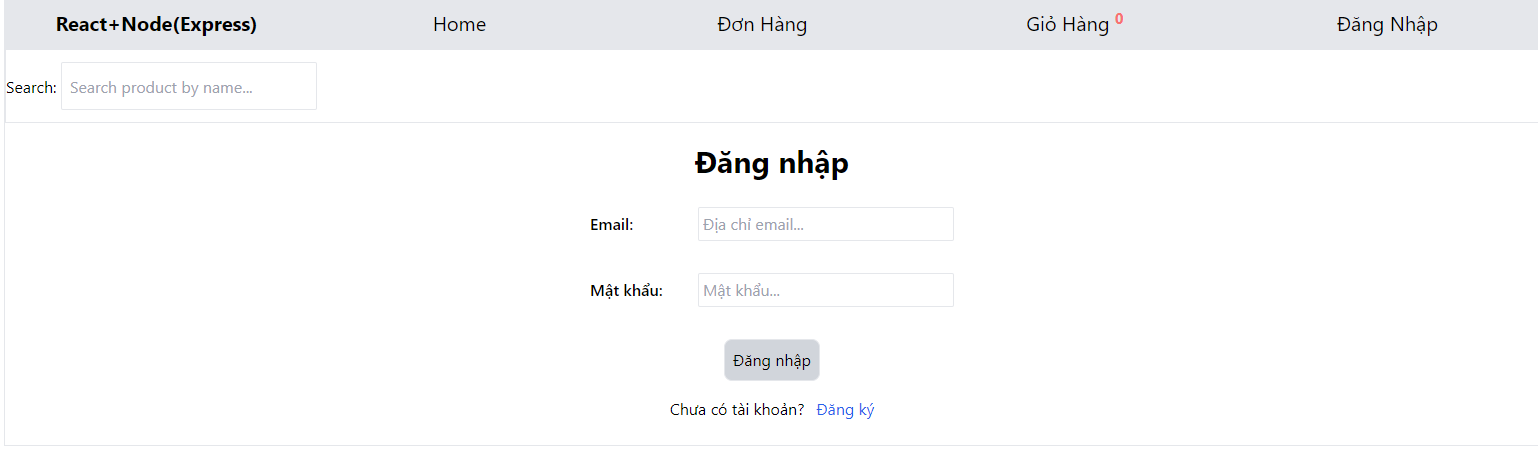 React+Node(Express) Home Đơn Hàng Giỏ Hàng 0 Đăng Nhập
Search: Search product by name...
Đăng nhập
Email: Địa chỉ email...
Mật khẩu: Mật khẩu...
Đăng nhập
Chưa có tài khoản? Đăng ký